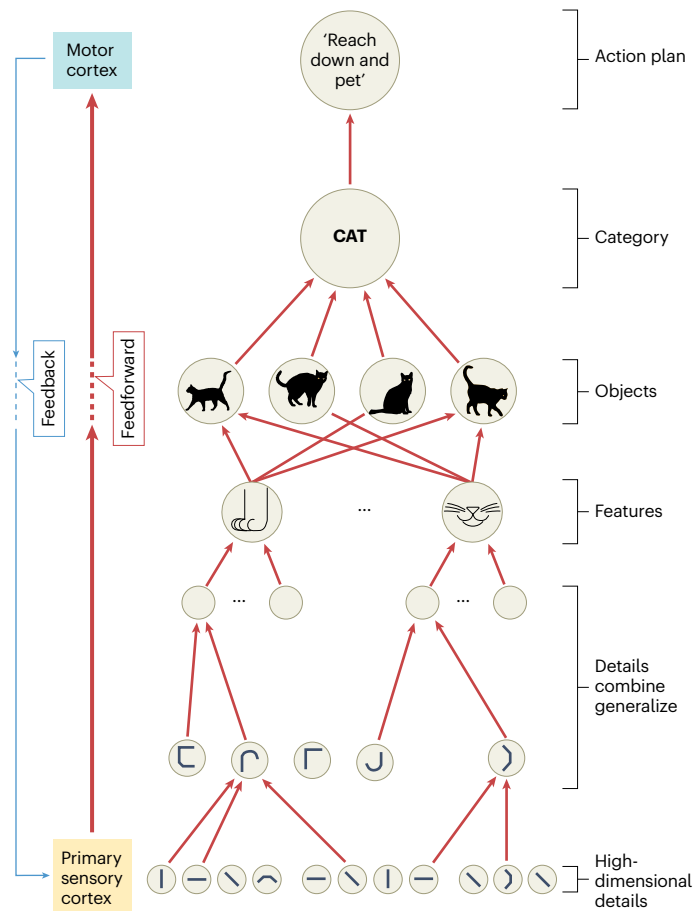 Motor
cortex
'Reach
down and
pet'
Action plan
CAT
Category
Feedback
Feedforward
Objects
...
Features
...
...
Details
combine
generalize
Primary
sensory
cortex
High-
dimensional
details